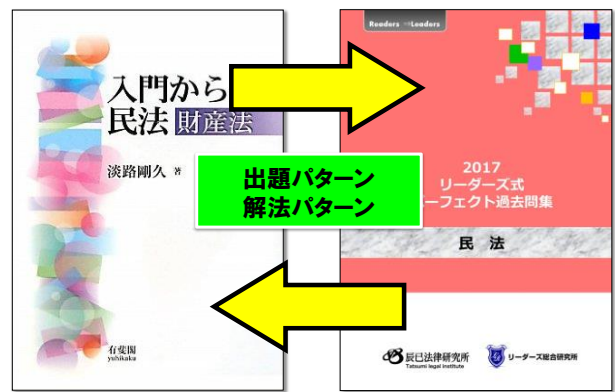 入門から
民法 財産法
淡路剛久 著
有斐閣
yuhikaku
出題パターン
解法パターン
Readers Leaders
2017
リーダーズ式
ーフェクト過去問集
民 法
辰已法律研究所
Tatsumi legal institute
リーダーズ総合研究所